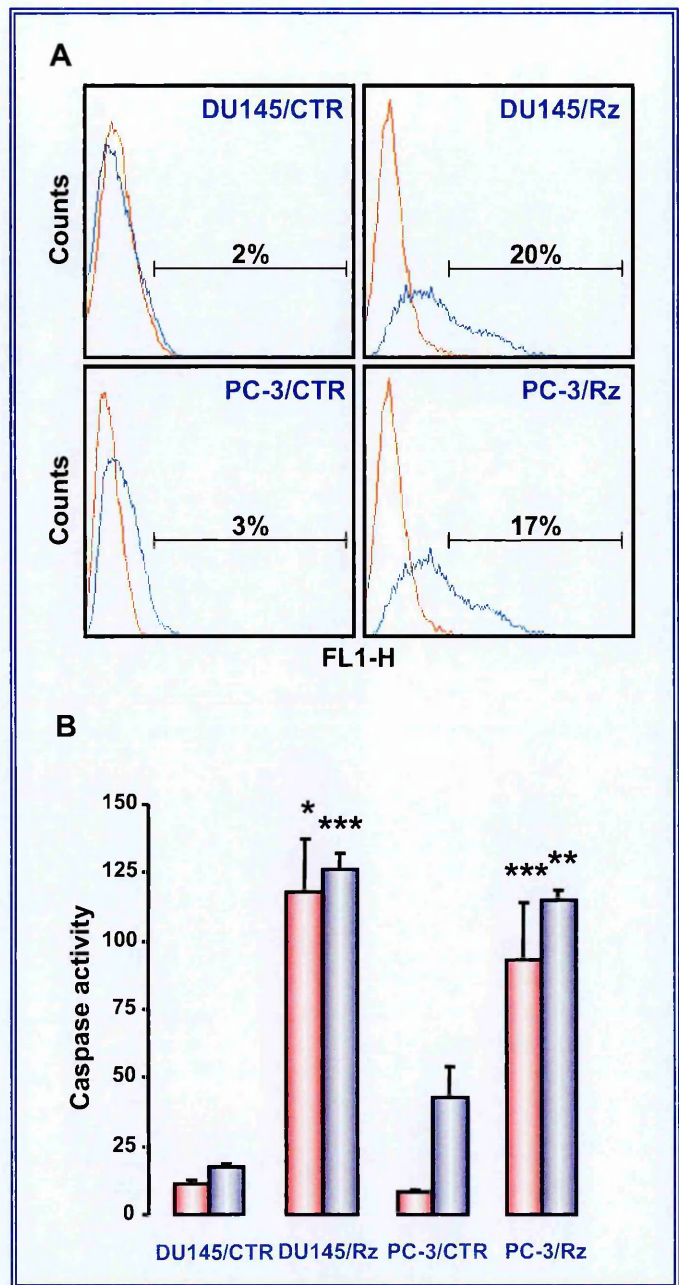 A
DU145/CTR
DU145/Rz
Counts
2%
20%
PC-3/CTR
PC-3/Rz
Counts
3%
17%
FL1-H
B
Caspase activity
150
125
100
75
50
25
0
* *** *** **
DU145/CTR DU145/Rz PC-3/CTR PC-3/Rz